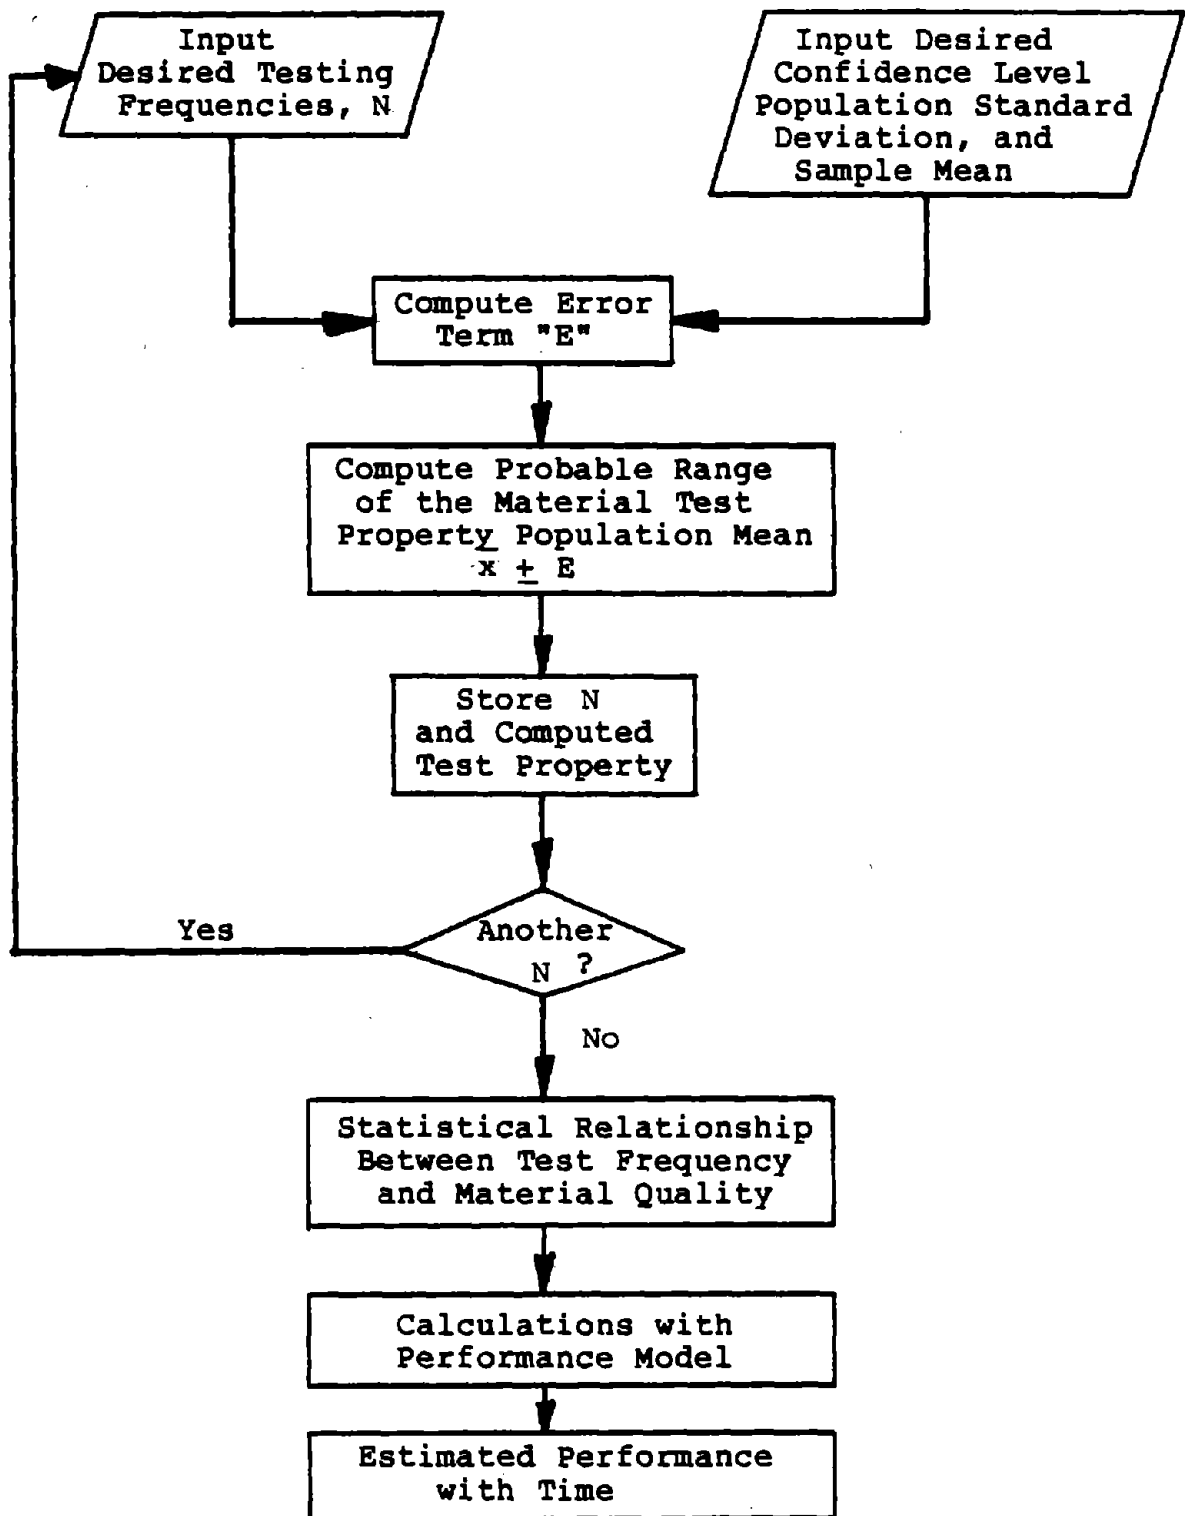 Input
Desired Testing
Frequencies, N
Input Desired
Confidence Level
Population Standard
Deviation, and
Sample Mean
Compute Error
Term "E"
Compute Probable Range
of the Material Test
Property Population Mean
x̄ ± E
Store N
and Computed
Test Property
Another
N ?
Yes
No
Statistical Relationship
Between Test Frequency
and Material Quality
Calculations with
Performance Model
Estimated Performance
with Time